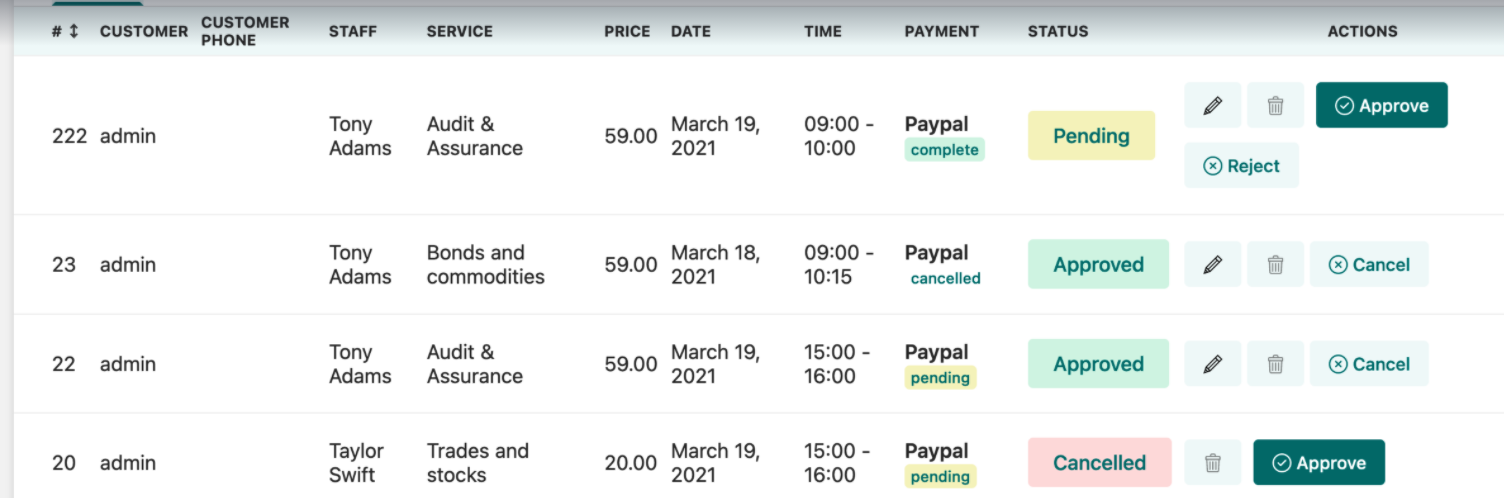 # CUSTOMER CUSTOMER PHONE STAFF SERVICE PRICE DATE TIME PAYMENT STATUS ACTIONS
222 admin Tony Adams Audit & Assurance 59.00 March 19, 2021 09:00 - 10:00 Paypal complete Pending Approve Reject
23 admin Tony Adams Bonds and commodities 59.00 March 18, 2021 09:00 - 10:15 Paypal cancelled Approved Cancel
22 admin Tony Adams Audit & Assurance 59.00 March 19, 2021 15:00 - 16:00 Paypal pending Approved Cancel
20 admin Taylor Swift Trades and stocks 20.00 March 19, 2021 15:00 - 16:00 Paypal pending Cancelled Approve